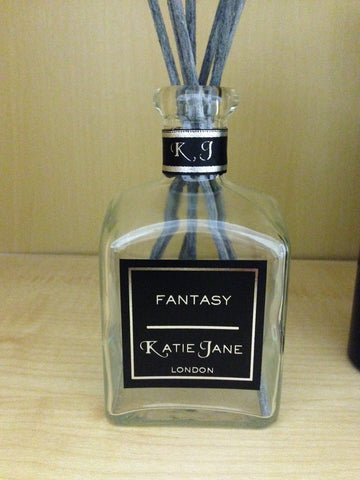 K.J
FANTASY
KATIE JANE
LONDON